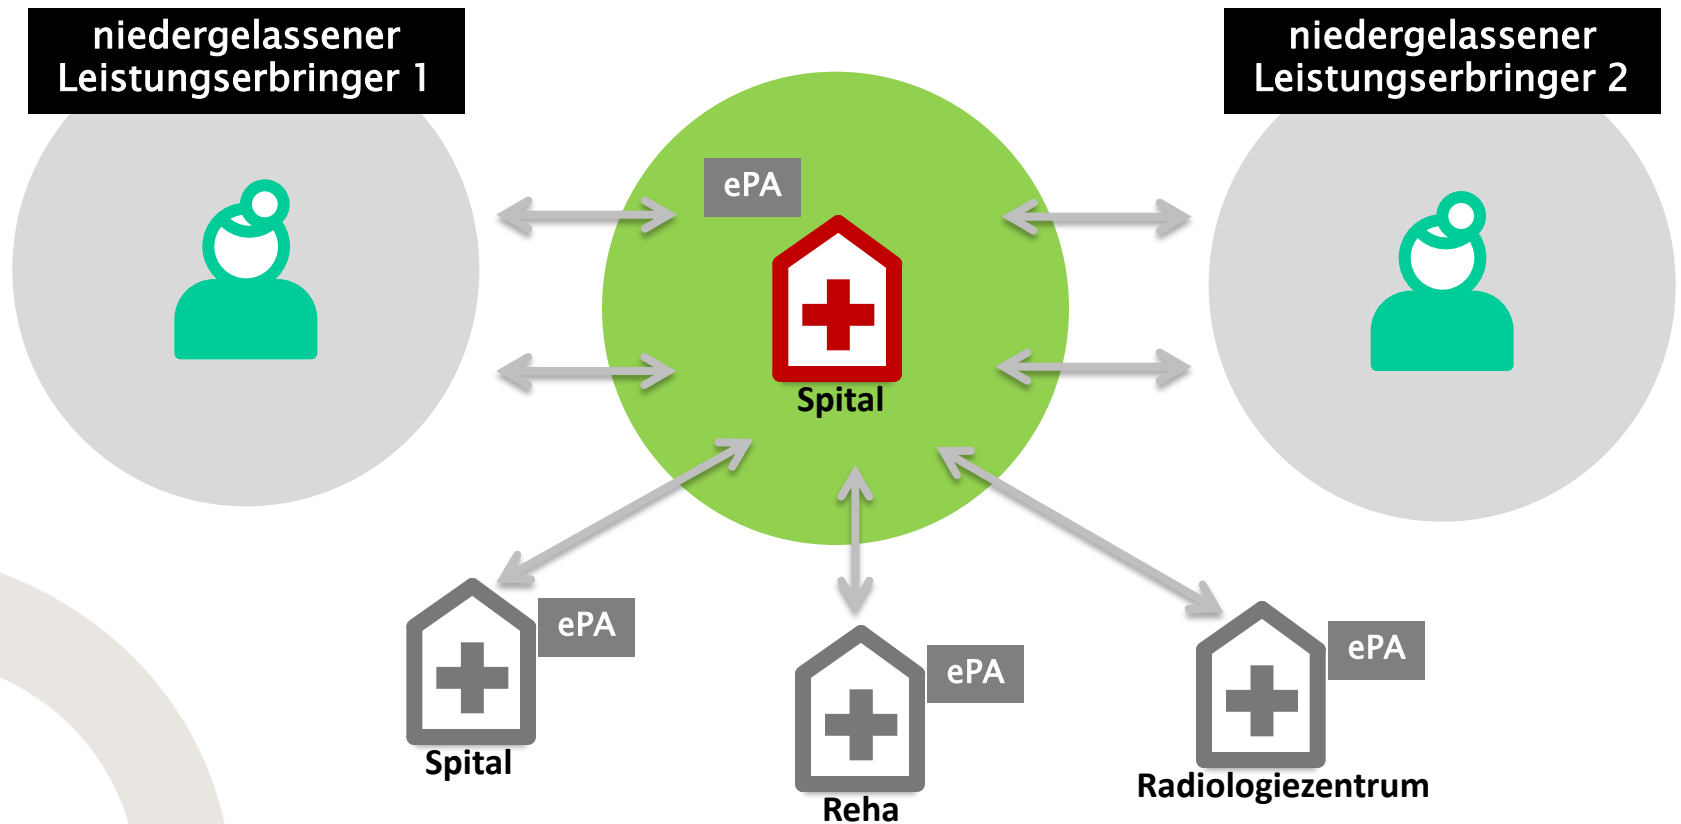 niedergelassener
Leistungserbringer 1
niedergelassener
Leistungserbringer 2
ePA
Spital
ePA
Spital
ePA
Reha
ePA
Radiologiezentrum